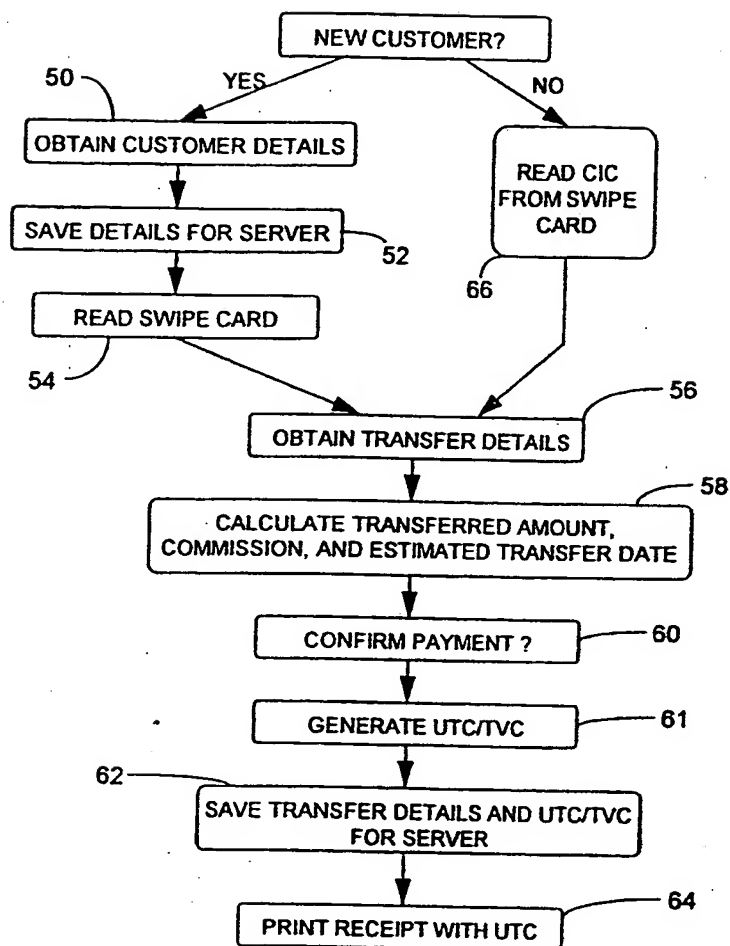 NEW CUSTOMER?
50
YES
NO
OBTAIN CUSTOMER DETAILS
READ CIC
FROM SWIPE
CARD
SAVE DETAILS FOR SERVER
52
66
READ SWIPE CARD
54
56
OBTAIN TRANSFER DETAILS
58
CALCULATE TRANSFERRED AMOUNT,
COMMISSION, AND ESTIMATED TRANSFER DATE
CONFIRM PAYMENT ?
60
GENERATE UTC/TVC
61
62
SAVE TRANSFER DETAILS AND UTC/TVC
FOR SERVER
64
PRINT RECEIPT WITH UTC